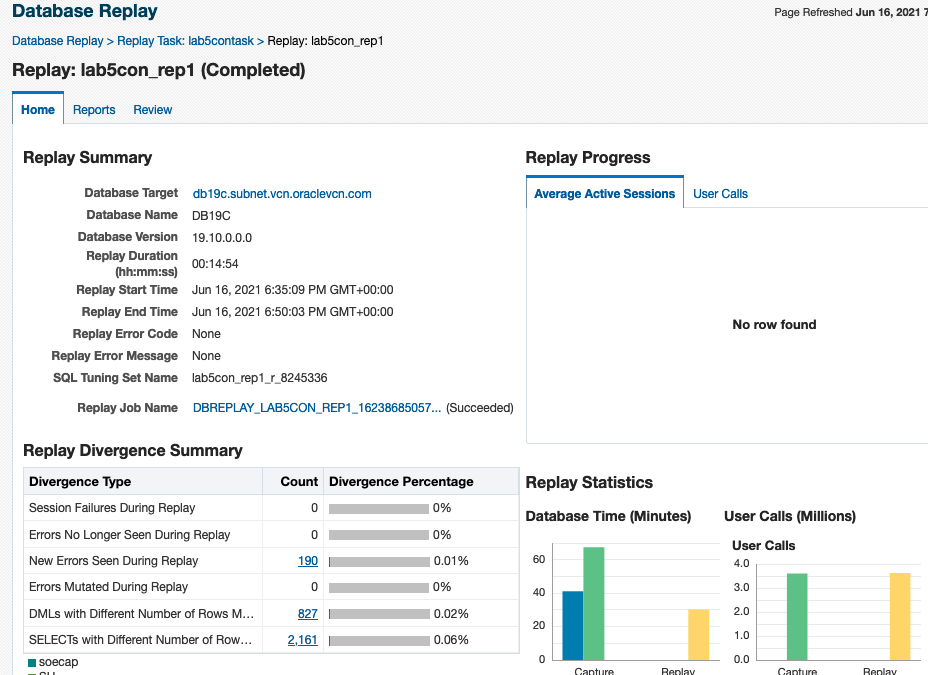 Database Replay
Page Refreshed Jun 16, 2021 7
Database Replay > Replay Task: lab5contask > Replay: lab5con_rep1
Replay: lab5con_rep1 (Completed)
Home Reports Review
Replay Summary
Database Target db19c.subnet.vcn.oraclevcn.com
Database Name DB19C
Database Version 19.10.0.0.0
Replay Duration
(hh:mm:ss) 00:14:54
Replay Start Time Jun 16, 2021 6:35:09 PM GMT+00:00
Replay End Time Jun 16, 2021 6:50:03 PM GMT+00:00
Replay Error Code None
Replay Error Message None
SQL Tuning Set Name lab5con_rep1_r_8245336
Replay Job Name DBREPLAY_LAB5CON_REP1_16238685057... (Succeeded)
Replay Progress
Average Active Sessions User Calls
No row found
Replay Divergence Summary
Divergence Type Count Divergence Percentage
Session Failures During Replay 0 0%
Errors No Longer Seen During Replay 0 0%
New Errors Seen During Replay 190 0.01%
Errors Mutated During Replay 0 0%
DMLs with Different Number of Rows M... 827 0.02%
SELECTs with Different Number of Row... 2,161 0.06%
soecap
Replay Statistics
Database Time (Minutes)
60
40
20
0
Capture Replay
User Calls (Millions)
User Calls
4.0
3.0
2.0
1.0
0.0
Capture Replay